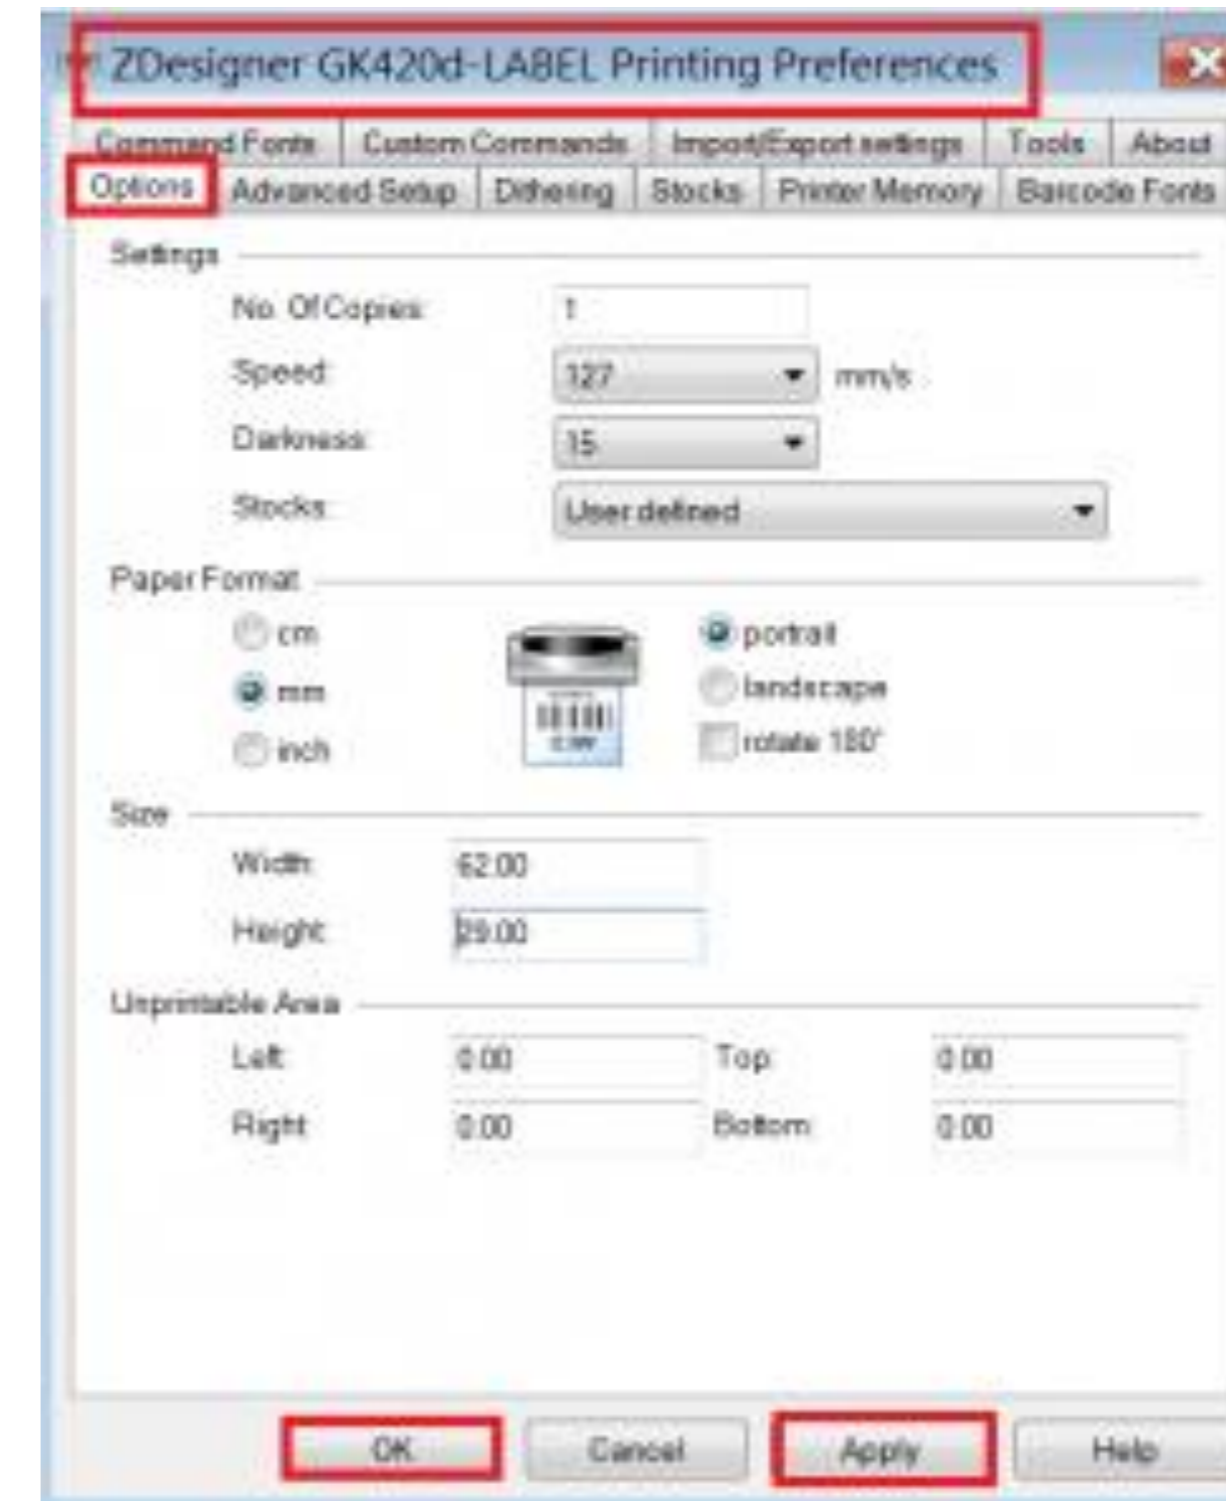 ZDesigner GK420d-LABEL Printing Preferences
Command Fonts Custom Commands Import/Export settings Tools About
Options Advanced Setup Dithering Stocks Printer Memory Barcode Fonts
Settings
No. Of Copies: 1
Speed: 127 mm/s
Darkness: 15
Stocks: User defined
Paper Format
cm portrait
mm landscape
inch rotate 180°
Size
Width: 62.00
Height: 29.00
Unprintable Area
Left: 0.00 Top: 0.00
Right: 0.00 Bottom: 0.00
OK Cancel Apply Help